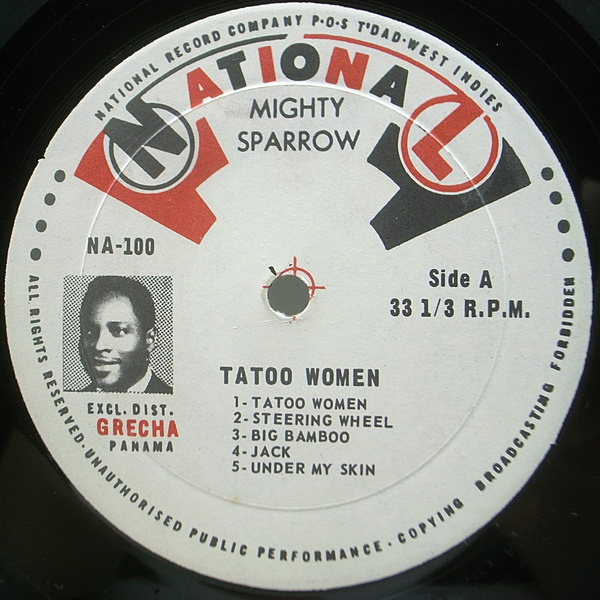 NATIONAL RECORD COMPANY P·O·S T'DAD-WEST INDIES
NATIONAL
MIGHTY
SPARROW
NA-100
Side A
33 1/3 R.P.M.
TATOO WOMEN
1-TATOO WOMEN
2-STEERING WHEEL
3-BIG BAMBOO
4-JACK
5-UNDER MY SKIN
EXCL. DIST.
GRECHA
PANAMA
ALL RIGHTS RESERVED·UNAUTHORISED PUBLIC PERFORMANCE·COPYING BROADCASTING FORBIDDEN